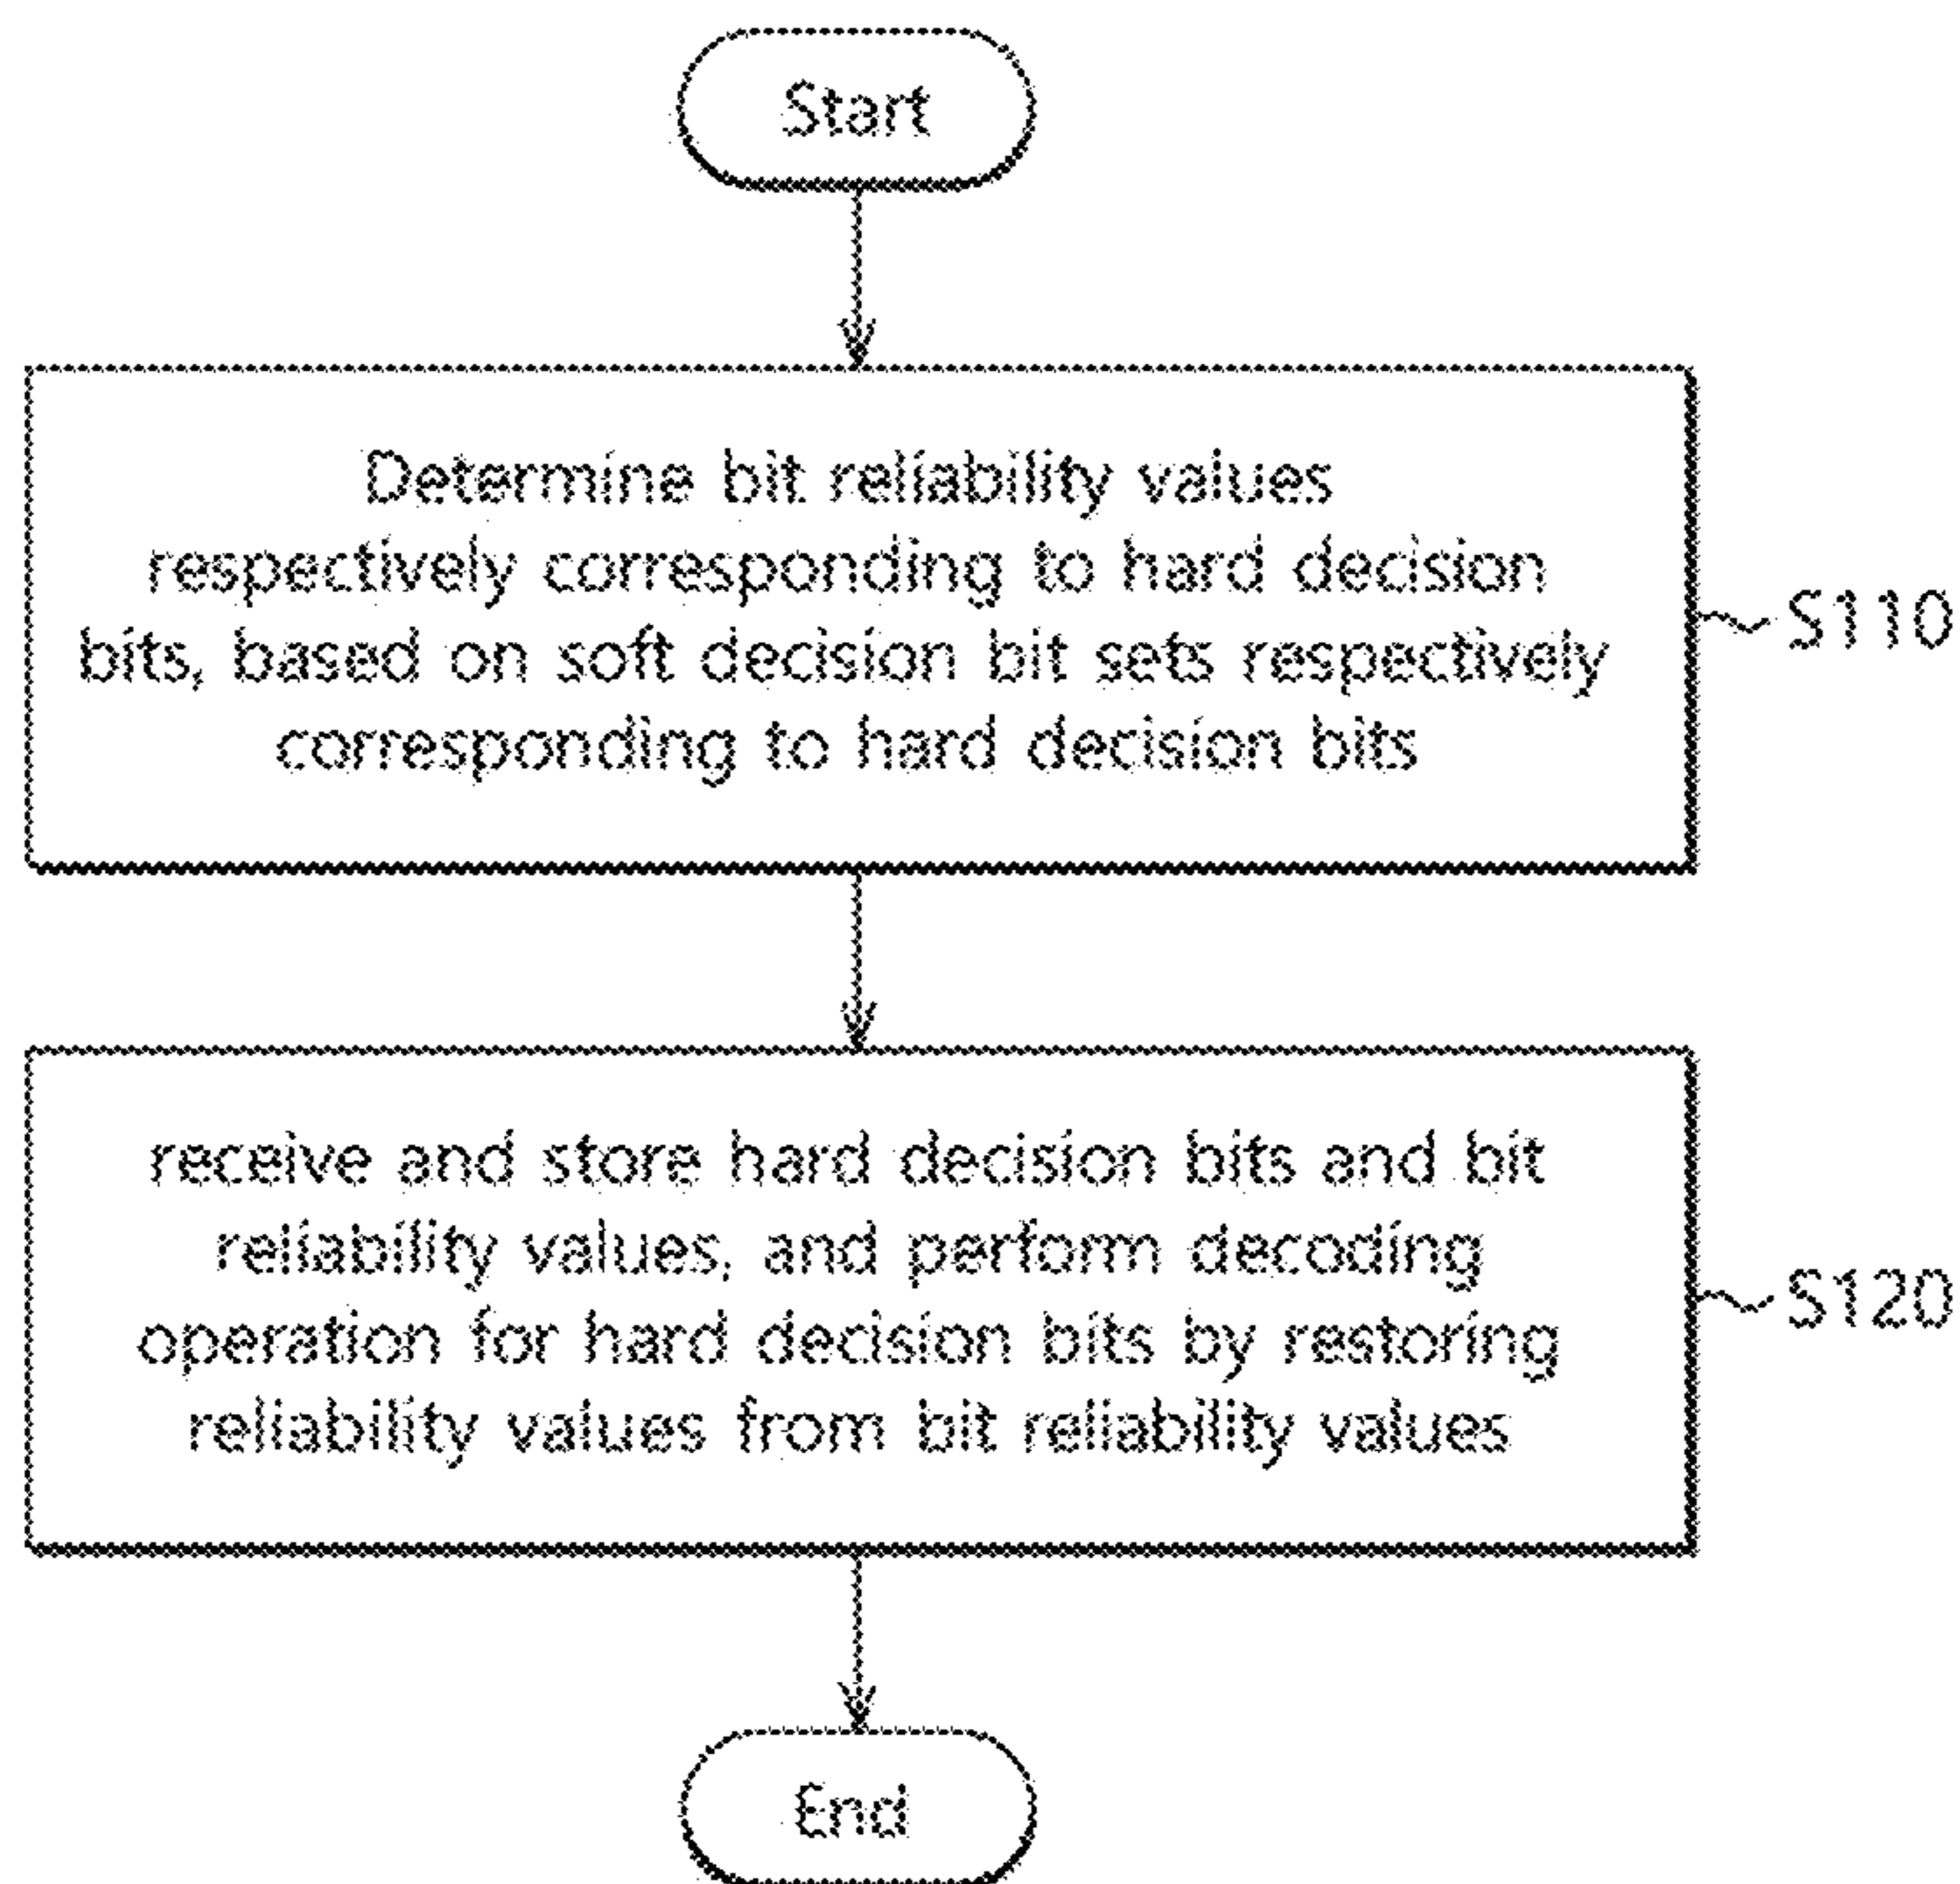 Start
Determine bit reliability values
respectively corresponding to hard decision
bits, based on soft decision bit sets respectively
corresponding to hard decision bits
S110
receive and store hard decision bits and bit
reliability values, and perform decoding
operation for hard decision bits by restoring
reliability values from bit reliability values
S120
End